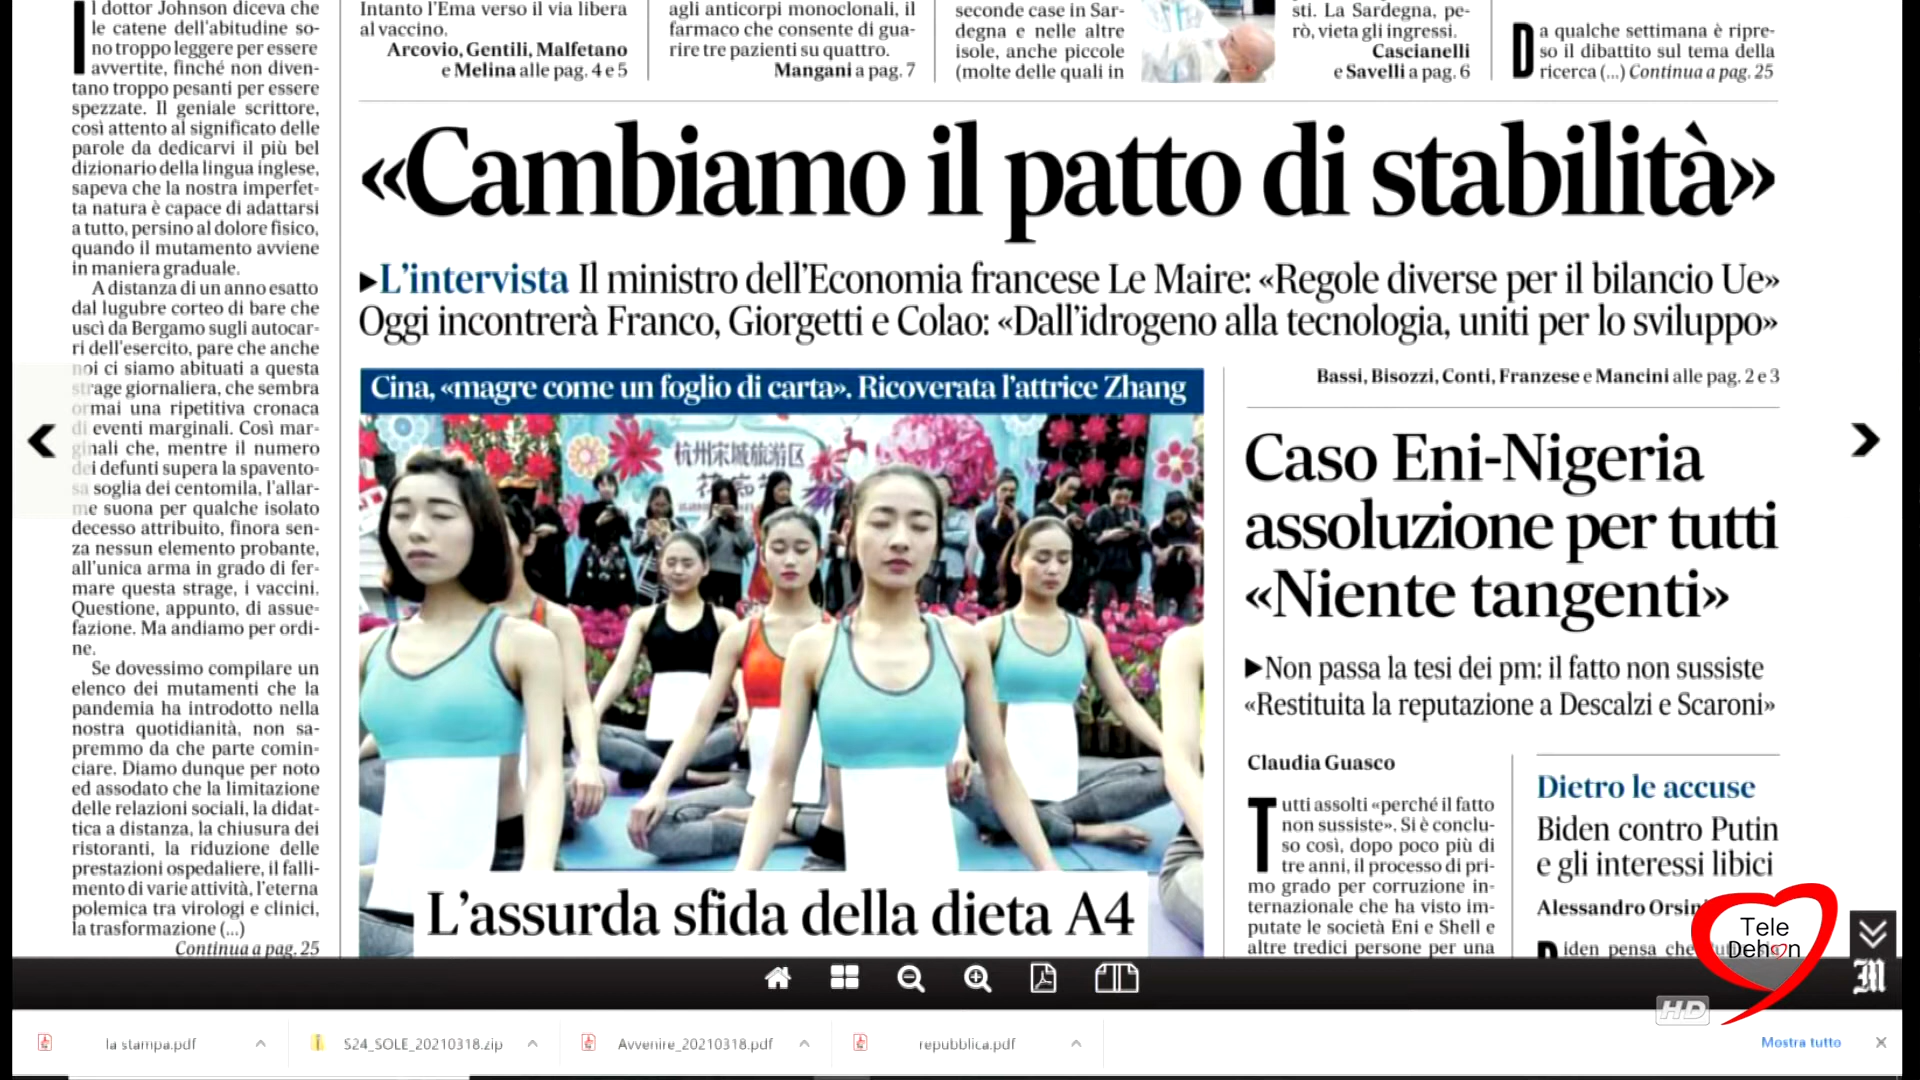 Il dottor Johnson diceva che
le catene dell'abitudine so-
no troppo leggere per essere
avvertite, finché non diven-
tano troppo pesanti per essere
spezzate. Il geniale scrittore,
così attento al significato delle
parole da dedicarvi il più bel
dizionario della lingua inglese,
sapeva che la nostra imperfet-
ta natura è capace di adattarsi
a tutto, persino al dolore fisico,
quando il mutamento avviene
in maniera graduale.
A distanza di un anno esatto
dal lugubre corteo di bare che
uscì da Bergamo sugli autocar-
ri dell'esercito, pare che anche
noi ci siamo abituati a questa
strage giornaliera, che sembra
ormai una ripetitiva cronaca
di eventi marginali. Così mar-
ginali che, mentre il numero
dei defunti supera la spavento-
sa soglia dei centomila, l'allar-
me suona per qualche isolato
decesso attribuito, finora sen-
za nessun elemento probante,
all'unica arma in grado di fer-
mare questa strage, i vaccini.
Questione, appunto, di assue-
fazione. Ma andiamo per ordi-
ne.
Se dovessimo compilare un
elenco dei mutamenti che la
pandemia ha introdotto nella
nostra quotidianità, non sa-
premmo da che parte comin-
ciare. Diamo dunque per noto
ed assodato che la limitazione
delle relazioni sociali, la didat-
tica a distanza, la chiusura dei
ristoranti, la riduzione delle
prestazioni ospedaliere, il falli-
mento di varie attività, l'eterna
polemica tra virologi e clinici,
la trasformazione (...)
Continua a pag. 25
Intanto l'Ema verso il via libera
al vaccino.
Arcovio, Gentili, Malfetano
e Melina alle pag. 4 e 5
agli anticorpi monoclonali, il
farmaco che consente di gua-
rire tre pazienti su quattro.
Mangani a pag. 7
seconde case in Sar-
degna e nelle altre
isole, anche piccole
(molte delle quali in
sti. La Sardegna, pe-
rò, vieta gli ingressi.
Cascianelli
e Savelli a pag. 6
Da qualche settimana è ripre-
so il dibattito sul tema della
ricerca (...) Continua a pag. 25
«Cambiamo il patto di stabilità»
►L'intervista Il ministro dell'Economia francese Le Maire: «Regole diverse per il bilancio Ue»
Oggi incontrerà Franco, Giorgetti e Colao: «Dall'idrogeno alla tecnologia, uniti per lo sviluppo»
Bassi, Bisozzi, Conti, Franzese e Mancini alle pag. 2 e 3
Cina, «magre come un foglio di carta». Ricoverata l'attrice Zhang
杭州宋城旅游区
L'assurda sfida della dieta A4
Caso Eni-Nigeria
assoluzione per tutti
«Niente tangenti»
►Non passa la tesi dei pm: il fatto non sussiste
«Restituita la reputazione a Descalzi e Scaroni»
Claudia Guasco
Tutti assolti «perché il fatto
non sussiste». Si è conclu-
so così, dopo poco più di
tre anni, il processo di pri-
mo grado per corruzione in-
ternazionale che ha visto im-
putate le società Eni e Shell e
altre tredici persone per una
Dietro le accuse
Biden contro Putin
e gli interessi libici
Alessandro Orsini
Biden pensa che
Tele
Dehon
HD
M
la stampa.pdf
S24_SOLE_20210318.zip
Avvenire_20210318.pdf
repubblica.pdf
Mostra tutto